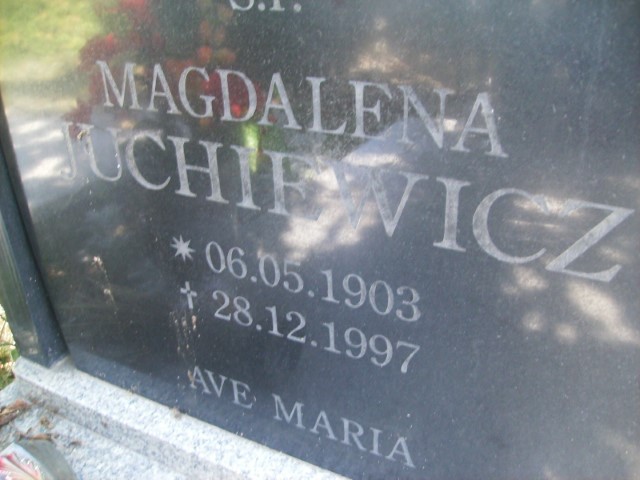 Ś.P.
MAGDALENA
JUCHIEWICZ
* 06.05.1903
† 28.12.1997
AVE MARIA